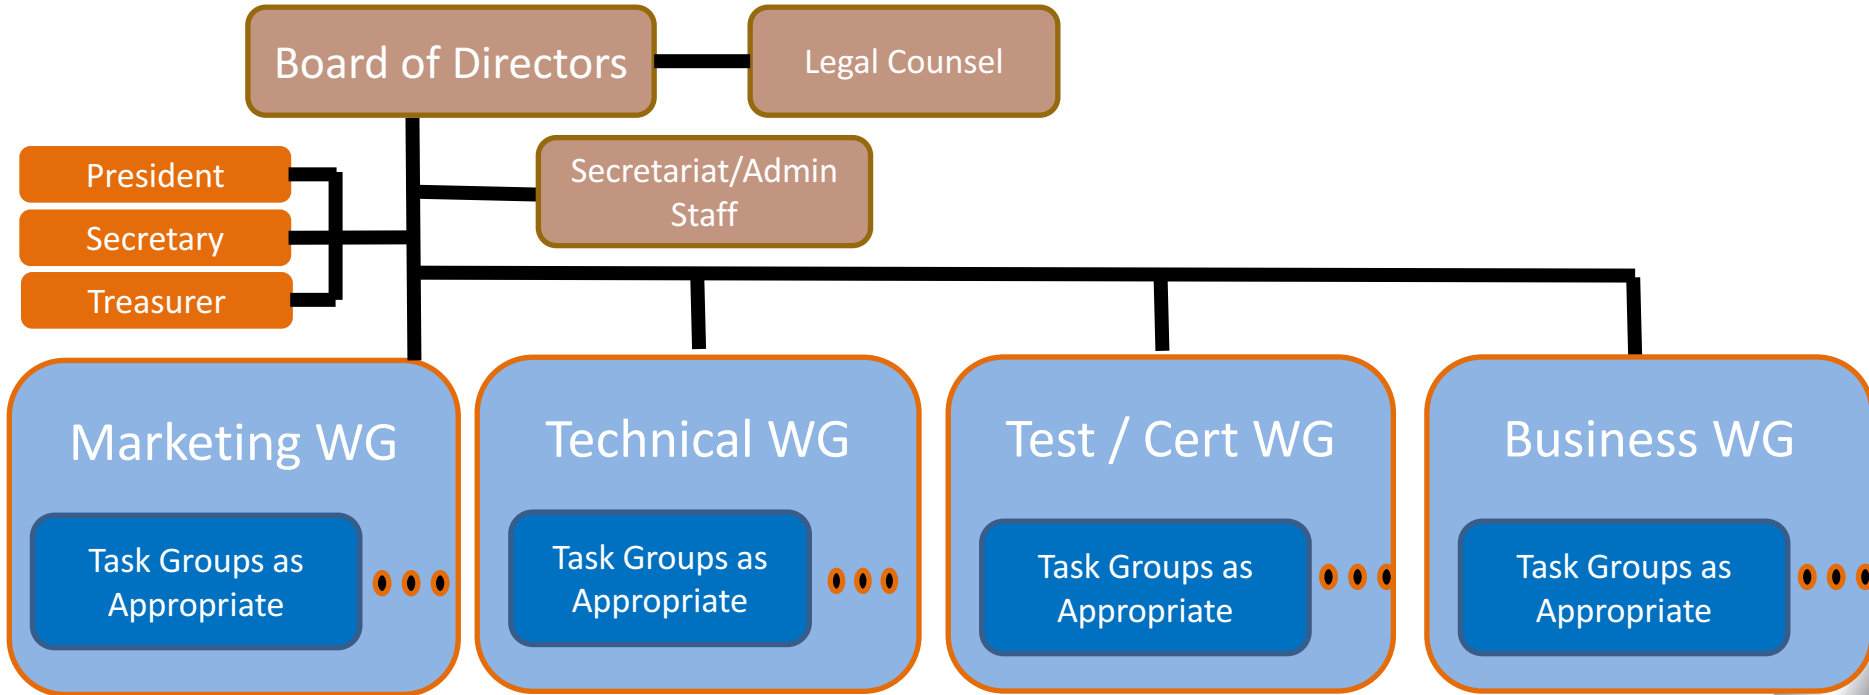 Board of Directors
Legal Counsel
President
Secretary
Treasurer
Secretariat/Admin
Staff
Marketing WG
Task Groups as
Appropriate
Technical WG
Task Groups as
Appropriate
Test / Cert WG
Task Groups as
Appropriate
Business WG
Task Groups as
Appropriate